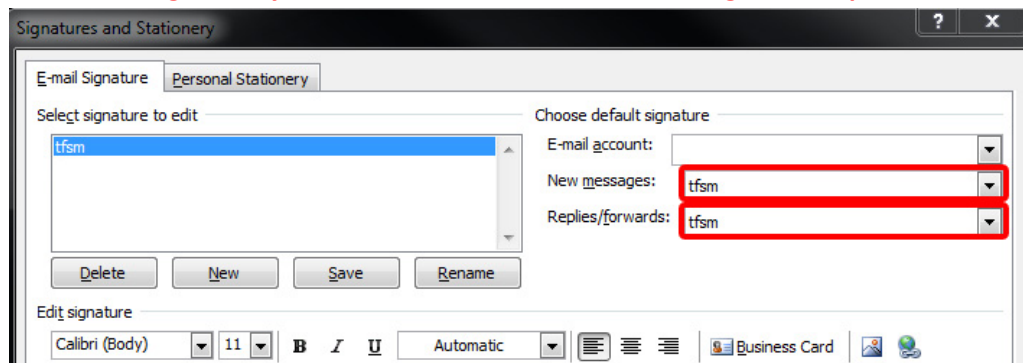 Signatures and Stationery
? x
E-mail Signature Personal Stationery
Select signature to edit
tfsm
Delete New Save Rename
Choose default signature
E-mail account:
New messages: tfsm
Replies/forwards: tfsm
Edit signature
Calibri (Body) 11 B I U Automatic Business Card